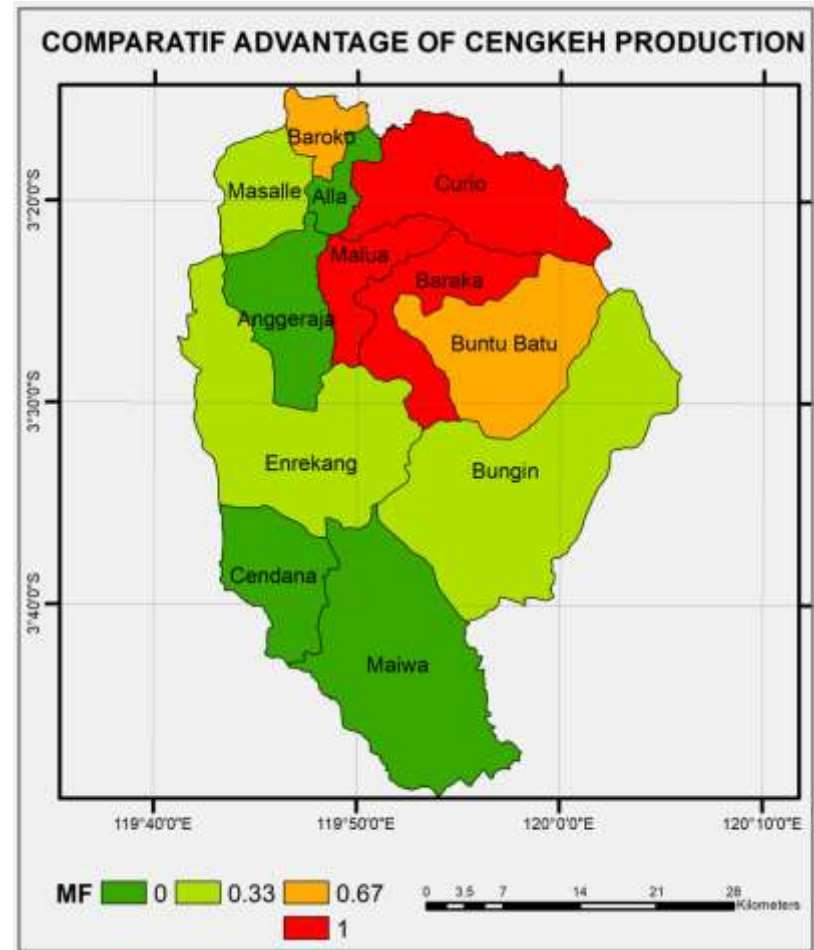 COMPARATIF ADVANTAGE OF CENGKEH PRODUCTION
Baroko
Masalle
Alla
Curio
3°20'0"S
Malua
Baraka
Anggeraja
Buntu Batu
3°30'0"S
Enrekang
Bungin
Cendana
3°40'0"S
Maiwa
119°40'0"E 119°50'0"E 120°0'0"E 120°10'0"E
MF 0 0.33 0.67
1
0 3.5 7 14 21 28
Kilometers